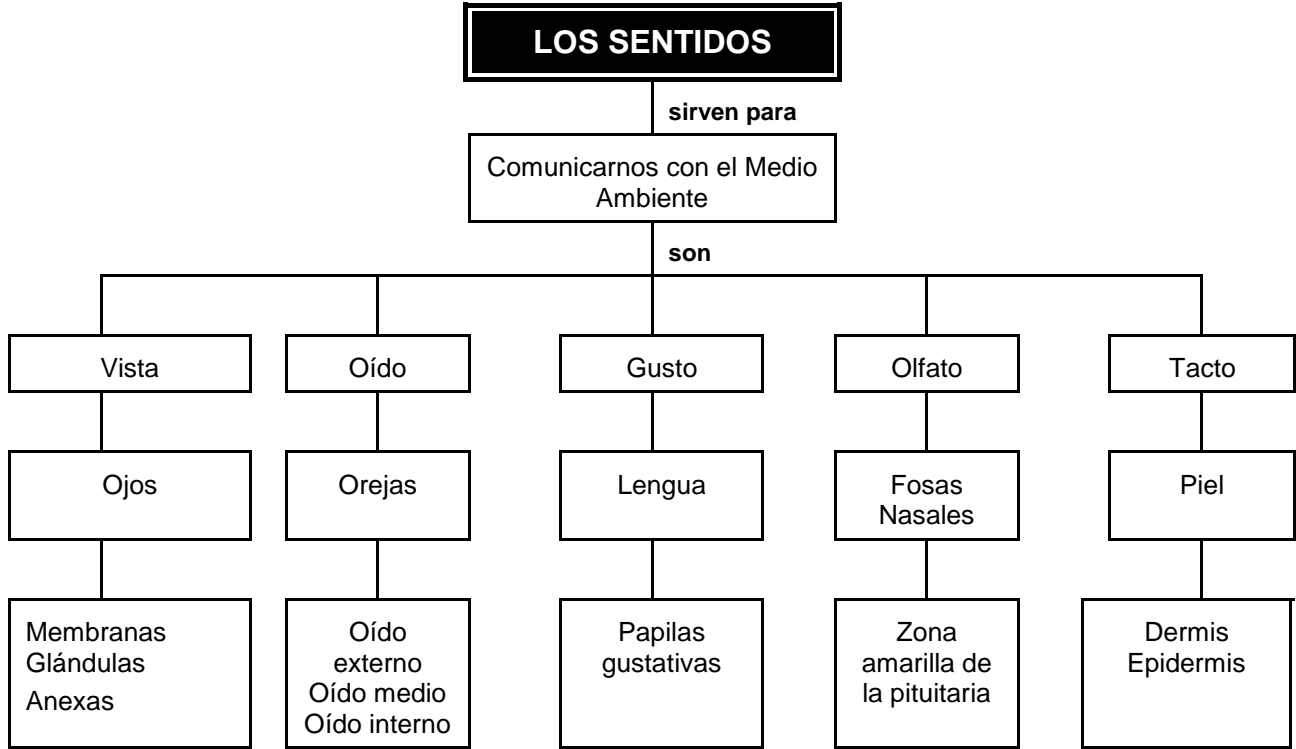 LOS SENTIDOS
sirven para
Comunicarnos con el Medio
Ambiente
son
Vista
Oído
Gusto
Olfato
Tacto
Ojos
Orejas
Lengua
Fosas
Nasales
Piel
Membranas
Glándulas
Anexas
Oído
externo
Oído medio
Oído interno
Papilas
gustativas
Zona
amarilla de
la pituitaria
Dermis
Epidermis